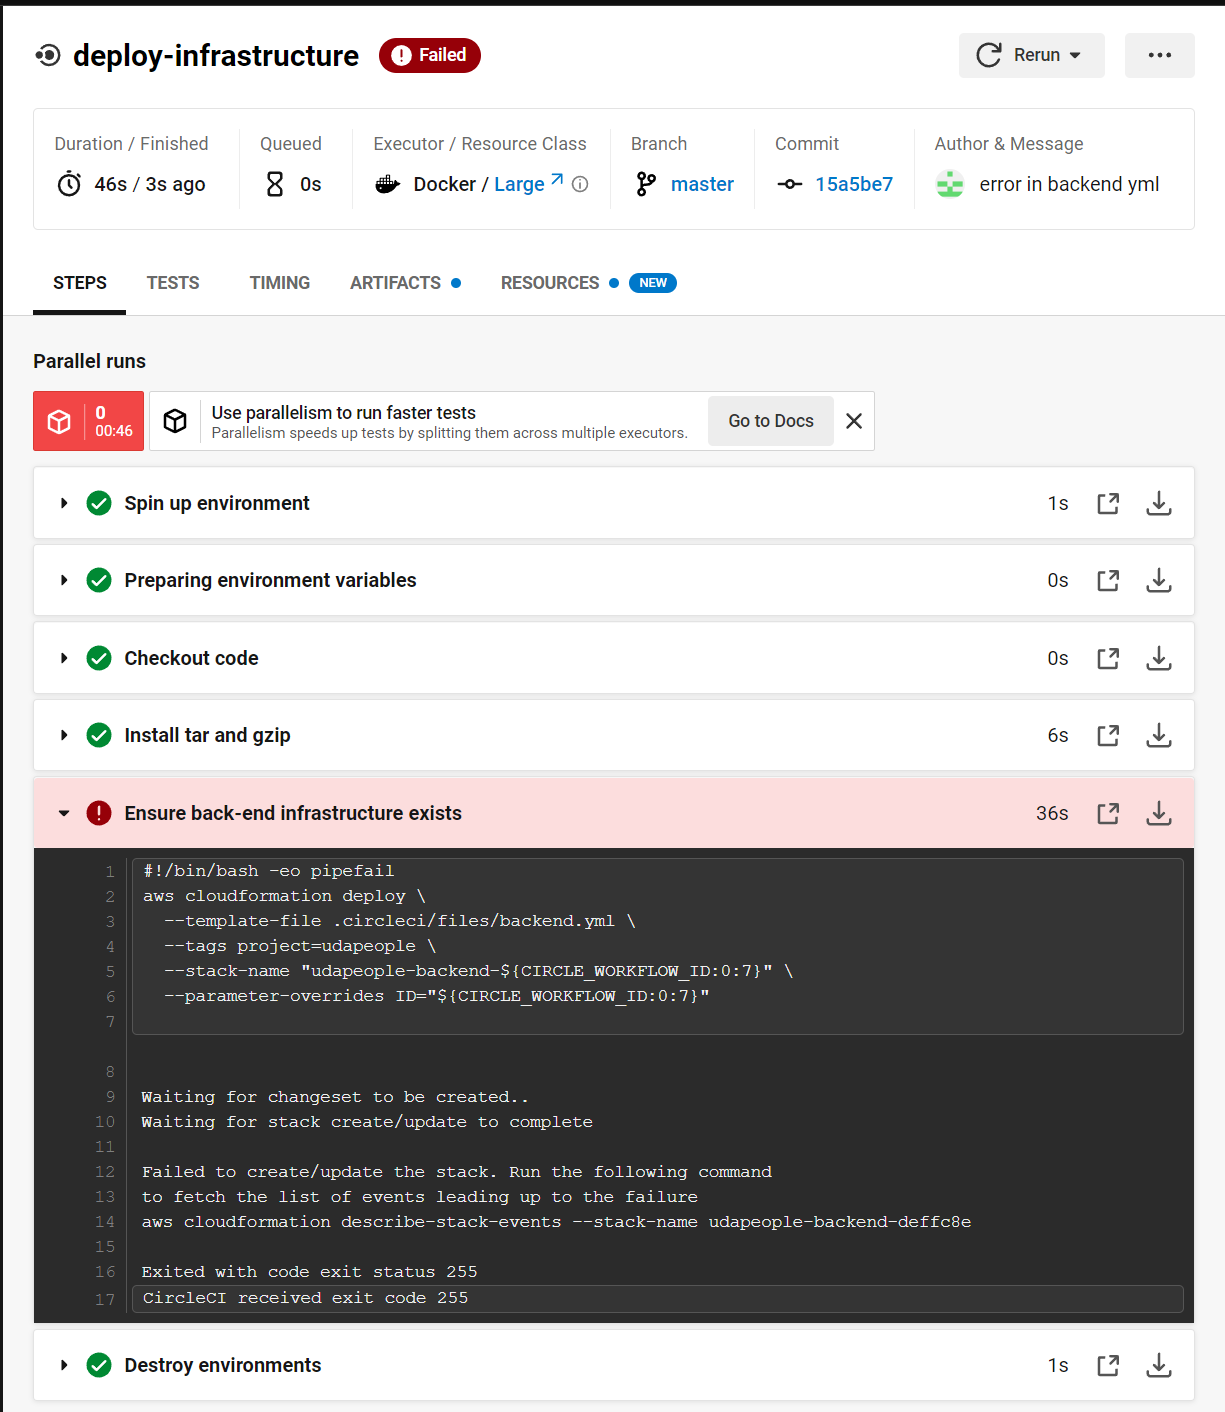 deploy-infrastructure Failed Rerun
Duration / Finished Queued Executor / Resource Class Branch Commit Author & Message
46s / 3s ago 0s Docker / Large master 15a5be7 error in backend yml
STEPS TESTS TIMING ARTIFACTS RESOURCES NEW
Parallel runs
0
00:46
Use parallelism to run faster tests
Parallelism speeds up tests by splitting them across multiple executors.
Go to Docs
Spin up environment 1s
Preparing environment variables 0s
Checkout code 0s
Install tar and gzip 6s
Ensure back-end infrastructure exists 36s
1 #!/bin/bash -eo pipefail
2 aws cloudformation deploy \
3 --template-file .circleci/files/backend.yml \
4 --tags project=udapeople \
5 --stack-name "udapeople-backend-${CIRCLE_WORKFLOW_ID:0:7}" \
6 --parameter-overrides ID="${CIRCLE_WORKFLOW_ID:0:7}"
7
8
9 Waiting for changeset to be created..
10 Waiting for stack create/update to complete
11
12 Failed to create/update the stack. Run the following command
13 to fetch the list of events leading up to the failure
14 aws cloudformation describe-stack-events --stack-name udapeople-backend-deffc8e
15
16 Exited with code exit status 255
17 CircleCI received exit code 255
Destroy environments 1s